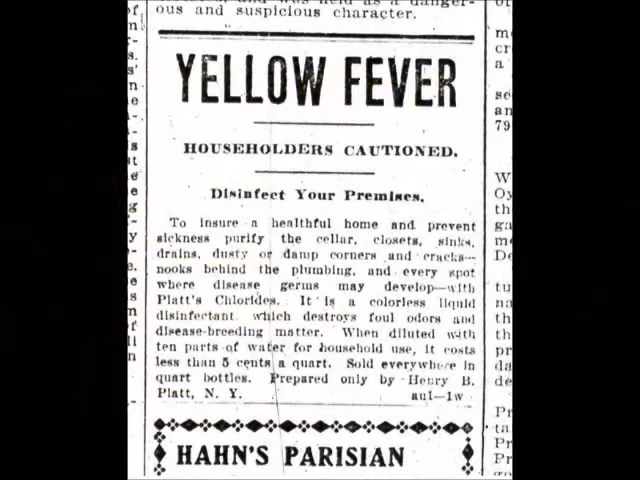 ous and suspicious character.
YELLOW FEVER
HOUSEHOLDERS CAUTIONED.
Disinfect Your Premises.
To insure a healthful home and prevent
sickness purify the cellar, closets, sinks,
drains, dusty or damp corners and cracks—
nooks behind the plumbing, and every spot
where disease germs may develop—with
Platt's Chlorides. It is a colorless liquid
disinfectant which destroys foul odors and
disease-breeding matter. When diluted with
ten parts of water for household use, it costs
less than 5 cents a quart. Sold everywhere in
quart bottles. Prepared only by Henry B.
Platt, N. Y. au1—1w
HAHN'S PARISIAN